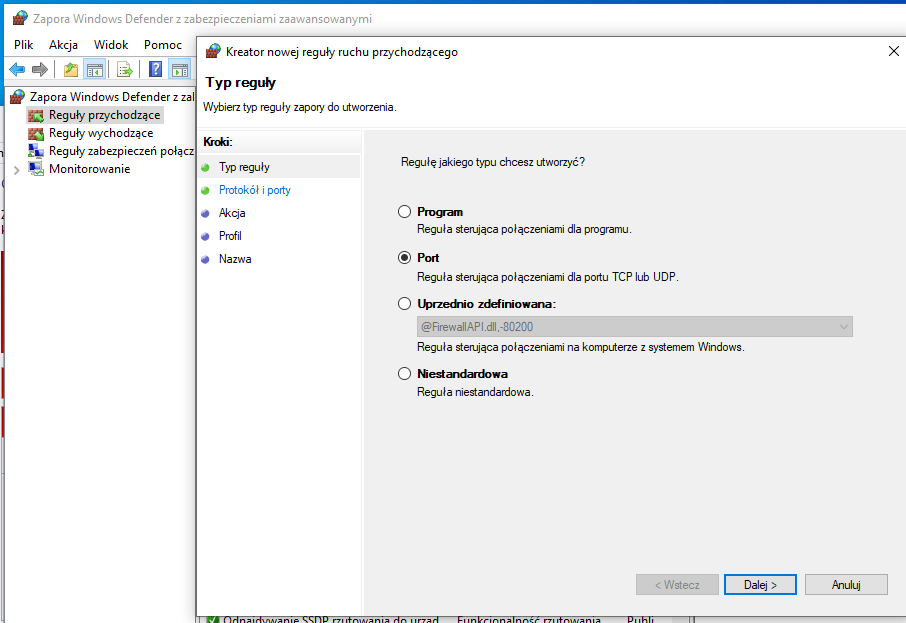 Zapora Windows Defender z zabezpieczeniami zaawansowanymi
Plik Akcja Widok Pomoc
Zapora Windows Defender z za
Reguły przychodzące
Reguły wychodzące
Reguły zabezpieczeń połącz
Monitorowanie
Kreator nowej reguły ruchu przychodzącego
Typ reguły
Wybierz typ reguły zapory do utworzenia.
Kroki:
Typ reguły
Protokół i porty
Akcja
Profil
Nazwa
Regułę jakiego typu chcesz utworzyć?
Program
Reguła sterująca połączeniami dla programu.
Port
Reguła sterująca połączeniami dla portu TCP lub UDP.
Uprzednio zdefiniowana:
@FirewallAPI.dll,-80200
Reguła sterująca połączeniami na komputerze z systemem Windows.
Niestandardowa
Reguła niestandardowa.
< Wstecz Dalej > Anuluj
Odnajdywanie SSDP rzutowania do urząd... Funkcjonalność rzutowania ... Publi